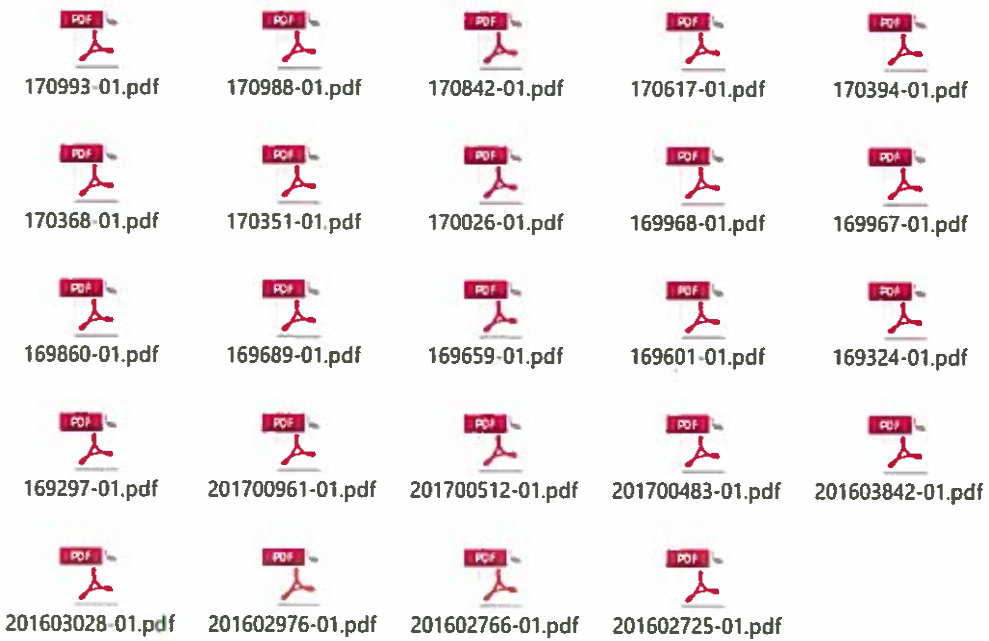 PDF PDF PDF PDF PDF
170993-01.pdf 170988-01.pdf 170842-01.pdf 170617-01.pdf 170394-01.pdf
PDF PDF PDF PDF PDF
170368-01.pdf 170351-01.pdf 170026-01.pdf 169968-01.pdf 169967-01.pdf
PDF PDF PDF PDF PDF
169860-01.pdf 169689-01.pdf 169659-01.pdf 169601-01.pdf 169324-01.pdf
PDF PDF PDF PDF PDF
169297-01.pdf 201700961-01.pdf 201700512-01.pdf 201700483-01.pdf 201603842-01.pdf
PDF PDF PDF PDF
201603028-01.pdf 201602976-01.pdf 201602766-01.pdf 201602725-01.pdf